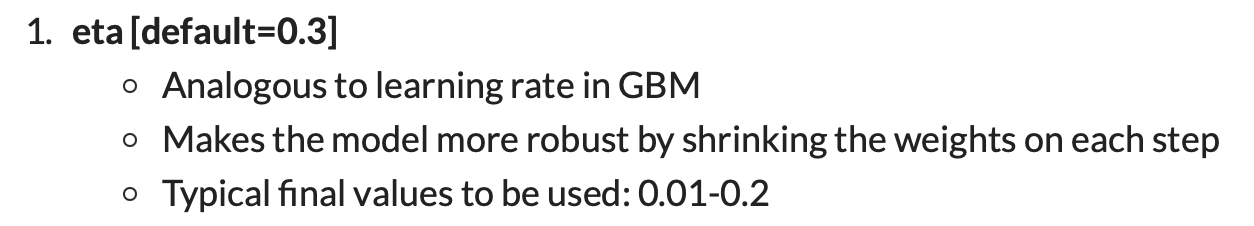 1. eta [default=0.3]
○ Analogous to learning rate in GBM
○ Makes the model more robust by shrinking the weights on each step
○ Typical final values to be used: 0.01-0.2